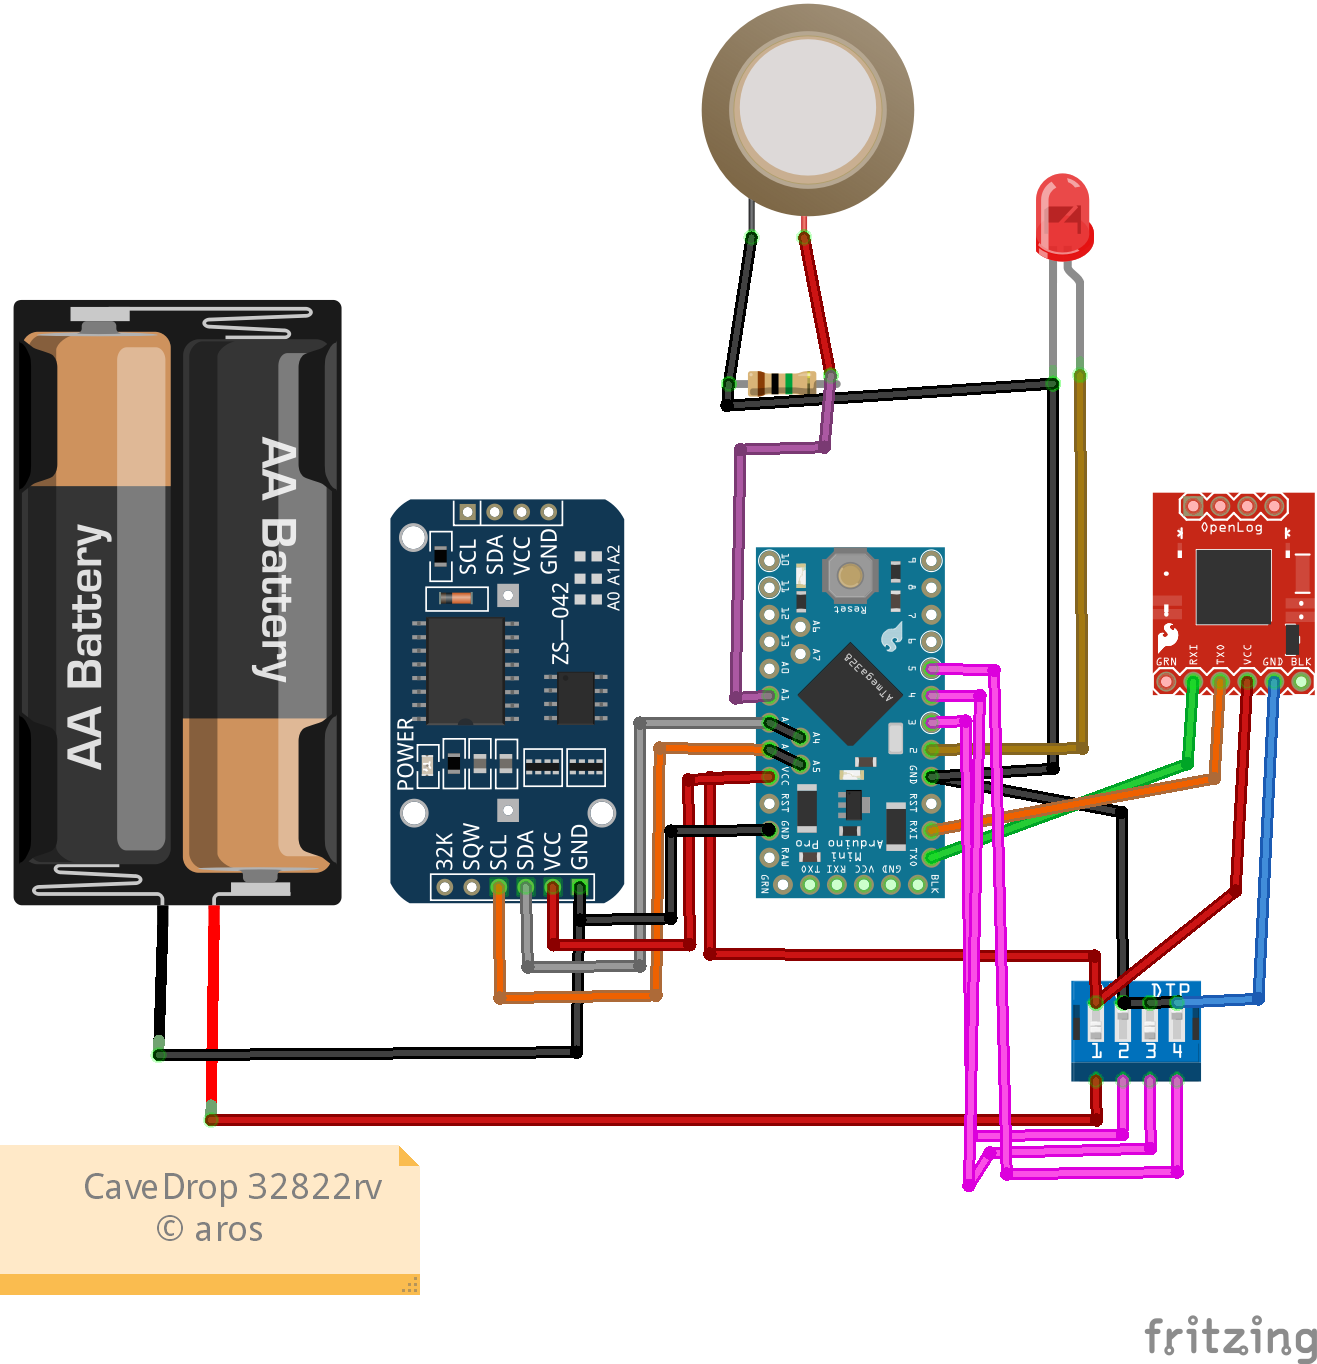 AA Battery
AA Battery
SCL
SDA
VCC
GND
A0 A1 A2
ZS-042
POWER
32K
SQW
SCL
SDA
VCC
GND
10
11
12
13
A0
A1
VCC
RST
GND
RAW
A6
A7
A4
A5
Reset
ATmega328
9
8
7
6
5
4
3
2
GND
RST
RXI
TXO
Arduino
Pro Mini
GRN
TXO
RXI
VCC
GND
BLK
OpenLog
GRN
RXI
TXO
VCC
GND
BLK
DIP
1 2 3 4
CaveDrop 32822rv
© aros
fritzing